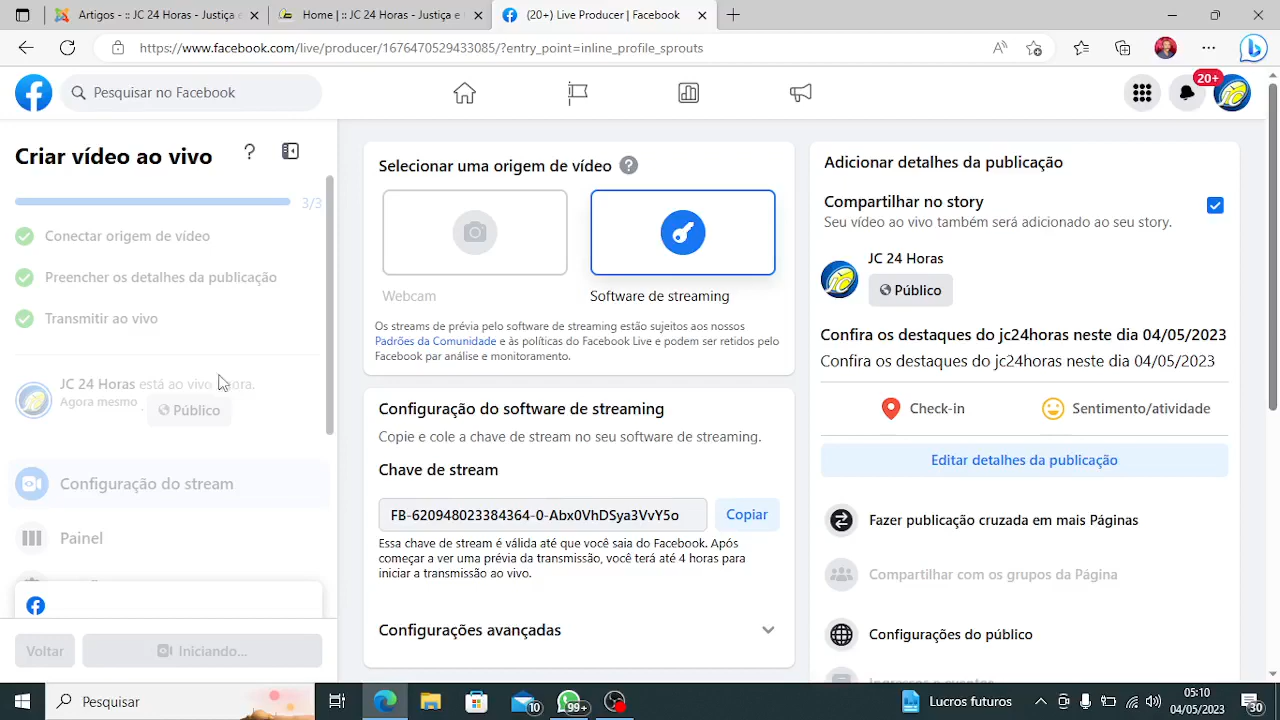 Artigos - :: JC 24 Horas - Justiça e
Home | :: JC 24 Horas - Justiça e
(20+) Live Producer | Facebook
https://www.facebook.com/live/producer/1676470529433085/?entry_point=inline_profile_sprouts
Pesquisar no Facebook
20+
Criar vídeo ao vivo
3/3
Conectar origem de vídeo
Preencher os detalhes da publicação
Transmitir ao vivo
JC 24 Horas está ao vivo agora.
Agora mesmo
Público
Configuração do stream
Painel
Voltar
Iniciando...
Selecionar uma origem de vídeo
Webcam
Software de streaming
Os streams de prévia pelo software de streaming estão sujeitos aos nossos
Padrões da Comunidade e às políticas do Facebook Live e podem ser retidos pelo
Facebook par análise e monitoramento.
Configuração do software de streaming
Copie e cole a chave de stream no seu software de streaming.
Chave de stream
FB-620948023384364-0-Abx0VhDSya3VvY5o
Copiar
Essa chave de stream é válida até que você saia do Facebook. Após
começar a ver uma prévia da transmissão, você terá até 4 horas para
iniciar a transmissão ao vivo.
Configurações avançadas
Adicionar detalhes da publicação
Compartilhar no story
Seu vídeo ao vivo também será adicionado ao seu story.
JC 24 Horas
Público
Confira os destaques do jc24horas neste dia 04/05/2023
Confira os destaques do jc24horas neste dia 04/05/2023
Check-in
Sentimento/atividade
Editar detalhes da publicação
Fazer publicação cruzada em mais Páginas
Compartilhar com os grupos da Página
Configurações do público
Ingressos e eventos
Pesquisar
10
99+
Lucros futuros
05:10
04/05/2023
30